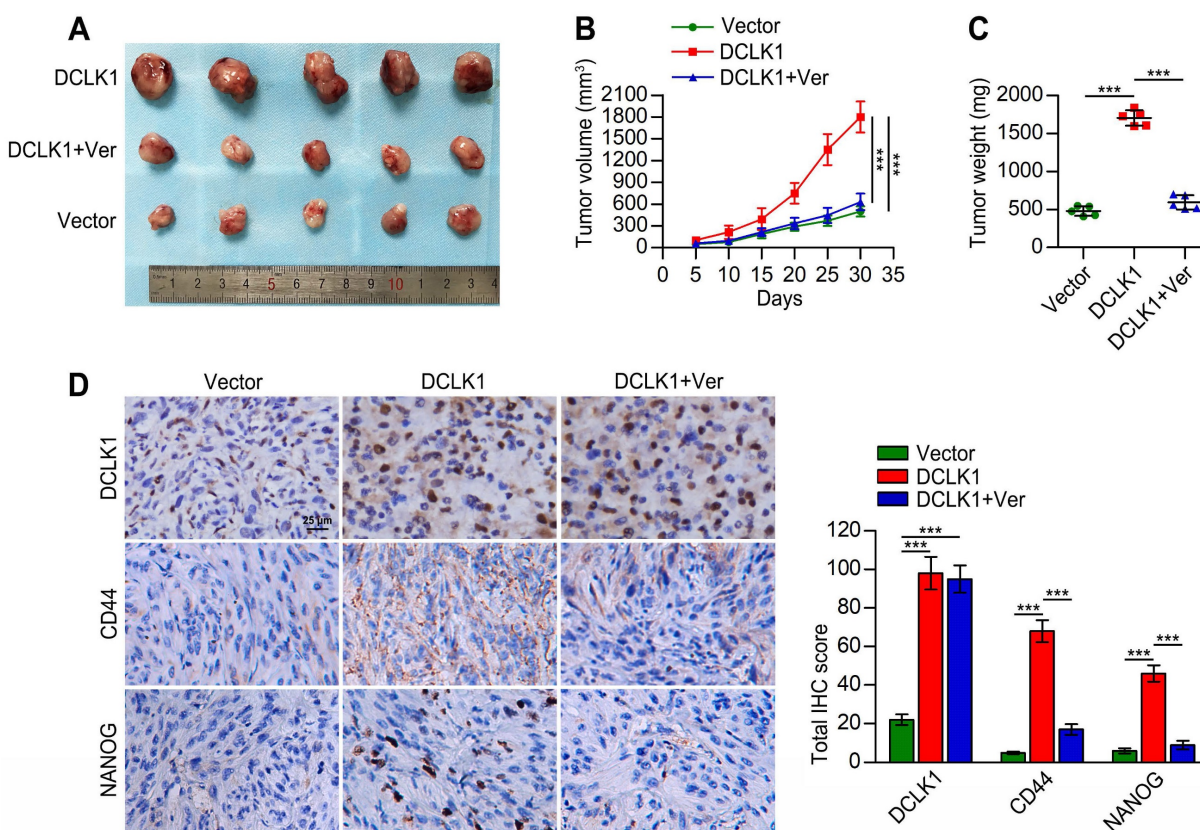 A
DCLK1
DCLK1+Ver
Vector
0.5mm
1 2 3 4 5 6 7 8 9 10 1 2 3 4
B
Vector
DCLK1
DCLK1+Ver
Tumor volume (mm³)
2100
1800
1500
1200
900
600
300
0
0 5 10 15 20 25 30 35
Days
***
***
C
Tumor weight (mg)
2000
1500
1000
500
0
*** ***
Vector DCLK1 DCLK1+Ver
D
Vector DCLK1 DCLK1+Ver
DCLK1
25 µm
CD44
NANOG
Vector
DCLK1
DCLK1+Ver
Total IHC score
120
100
80
60
40
20
0
***
***
*** ***
*** ***
DCLK1 CD44 NANOG